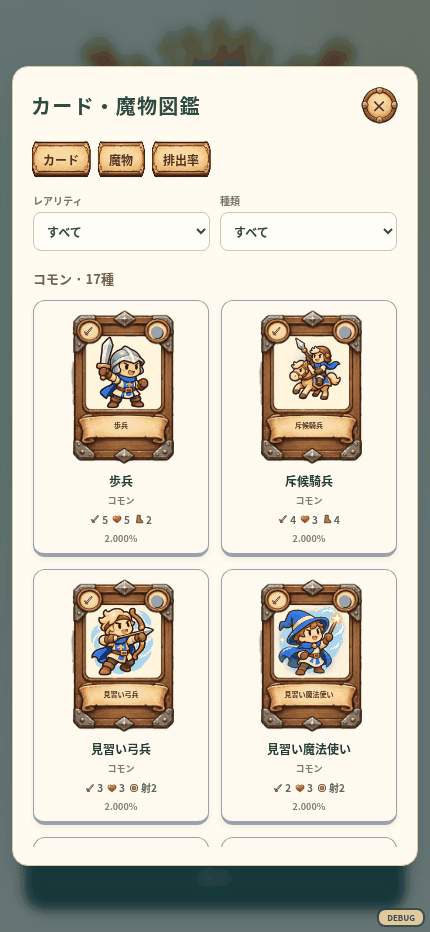 カード・魔物図鑑
カード 魔物 排出率
レアリティ 種類
すべて すべて
コモン・17種
歩兵 斥候騎兵
歩兵 斥候騎兵
コモン コモン
5 5 2 4 3 4
2.000% 2.000%
見習い弓兵 見習い魔法使い
見習い弓兵 見習い魔法使い
コモン コモン
3 3 射2 2 3 射2
2.000% 2.000%
DEBUG